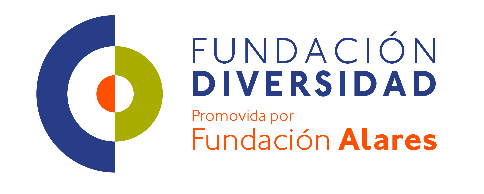 FUNDACIÓN
DIVERSIDAD
Promovida por
Fundación Alares